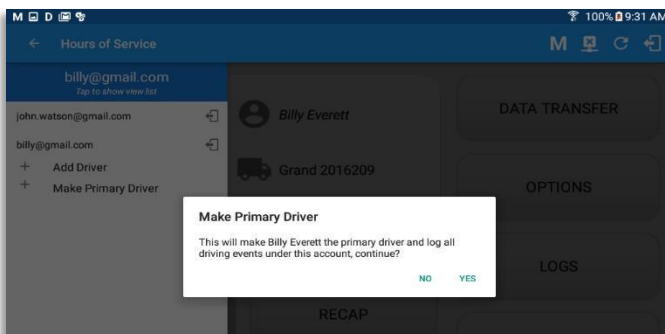 M D 100% 9:31 AM
Hours of Service M
billy@gmail.com
Tap to show view list
john.watson@gmail.com
billy@gmail.com
+ Add Driver
+ Make Primary Driver
Billy Everett
Grand 2016209
RECAP
DATA TRANSFER
OPTIONS
LOGS
Make Primary Driver
This will make Billy Everett the primary driver and log all
driving events under this account, continue?
NO YES